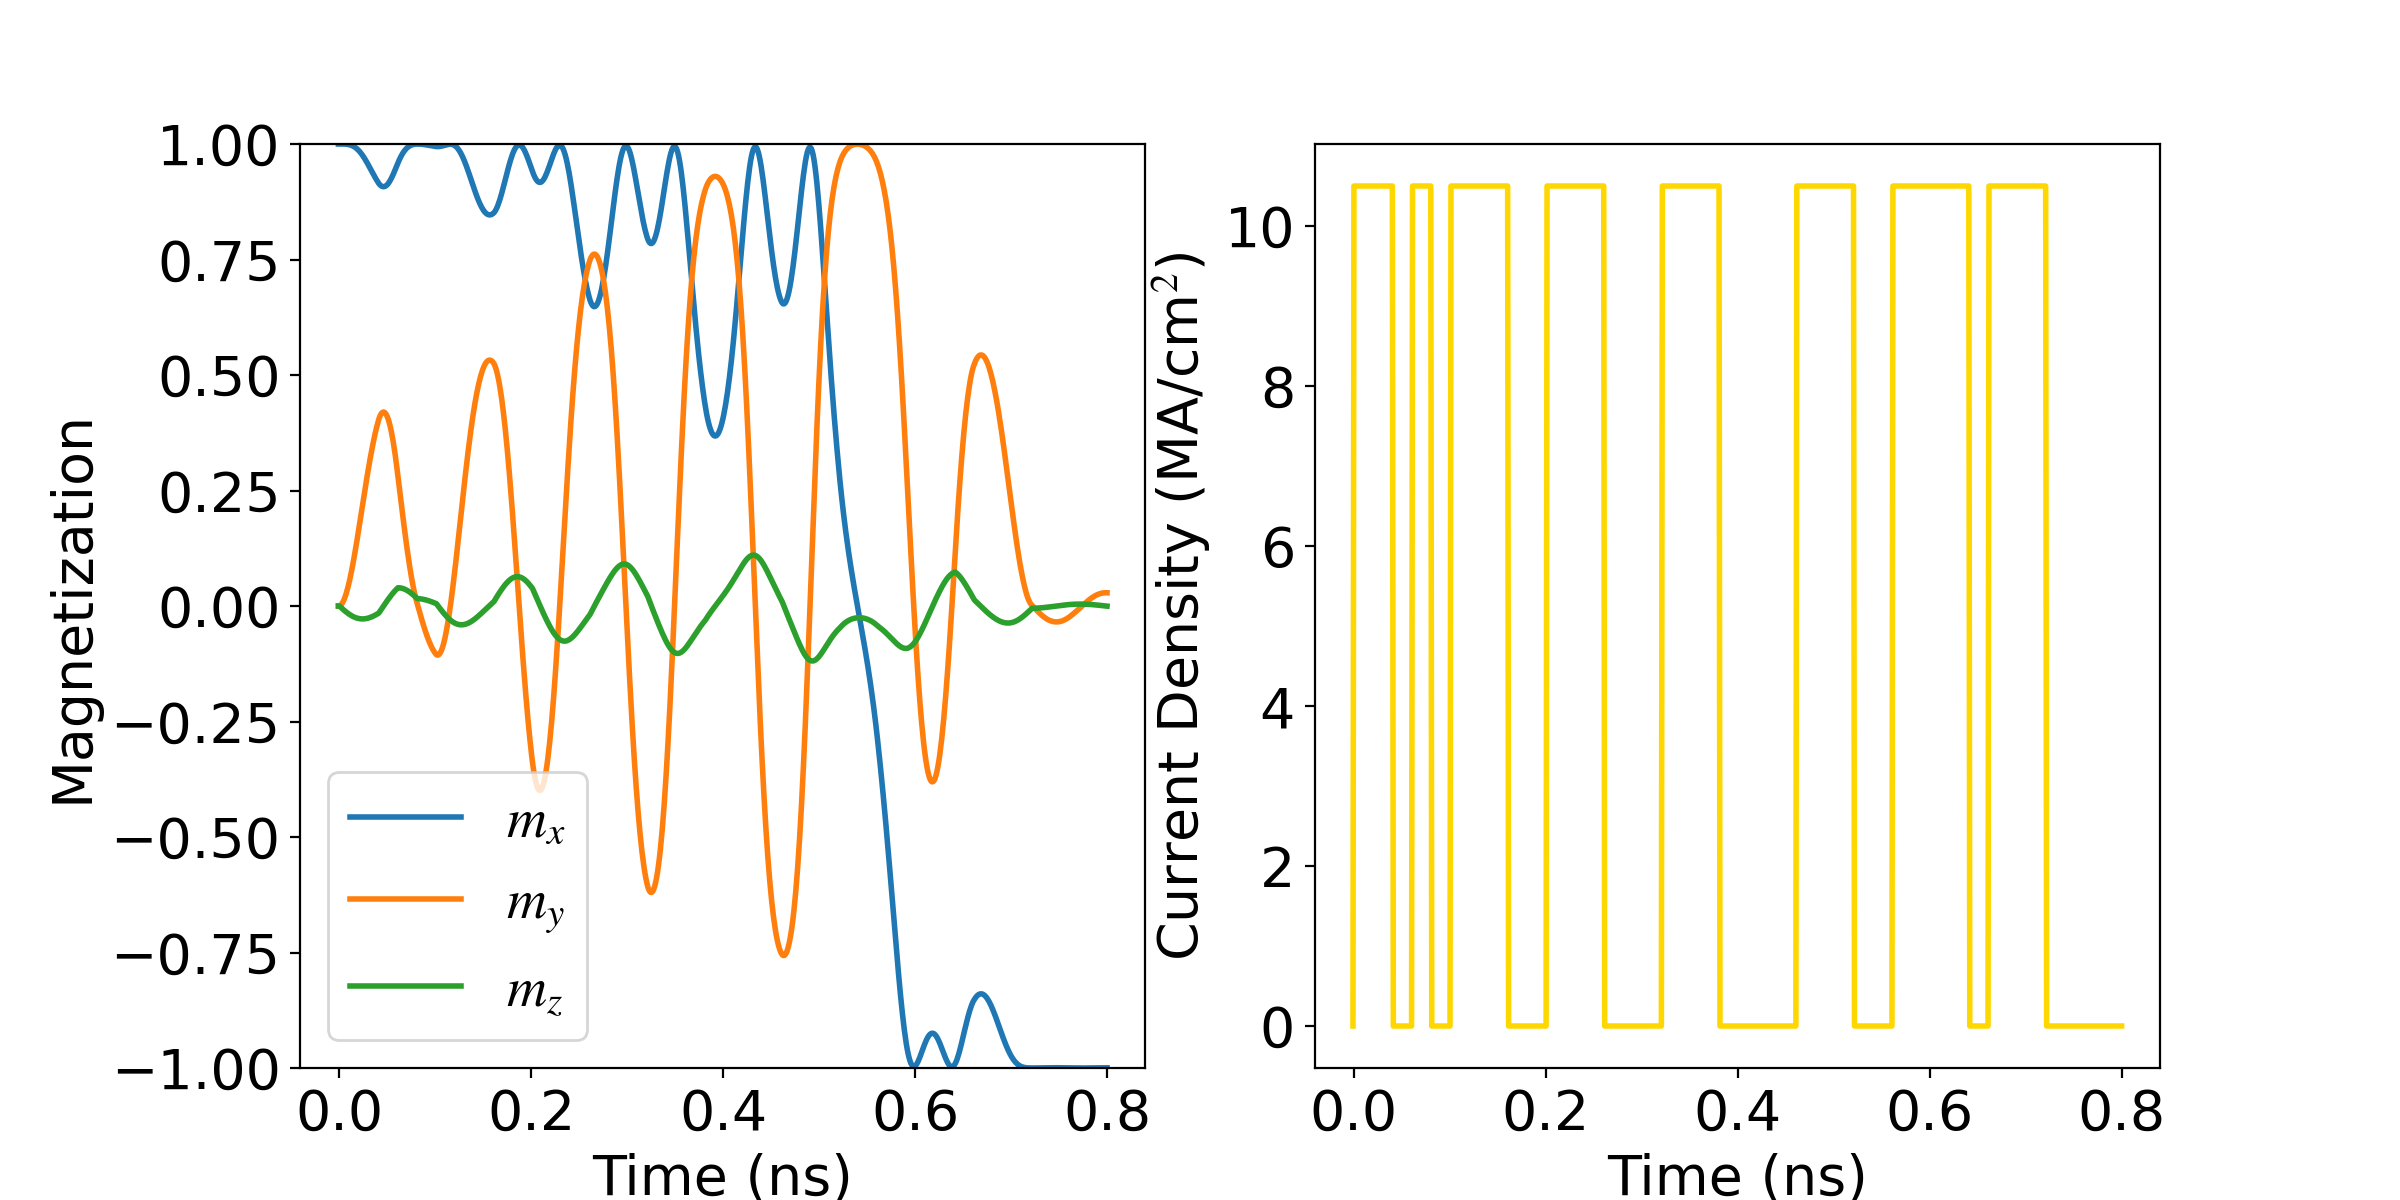 1.00
0.75
0.50
0.25
0.00
−0.25
−0.50
−0.75
−1.00
Magnetization
0.0 0.2 0.4 0.6 0.8
Time (ns)
m_x
m_y
m_z
10
8
6
4
2
0
Current Density (MA/cm²)
0.0 0.2 0.4 0.6 0.8
Time (ns)